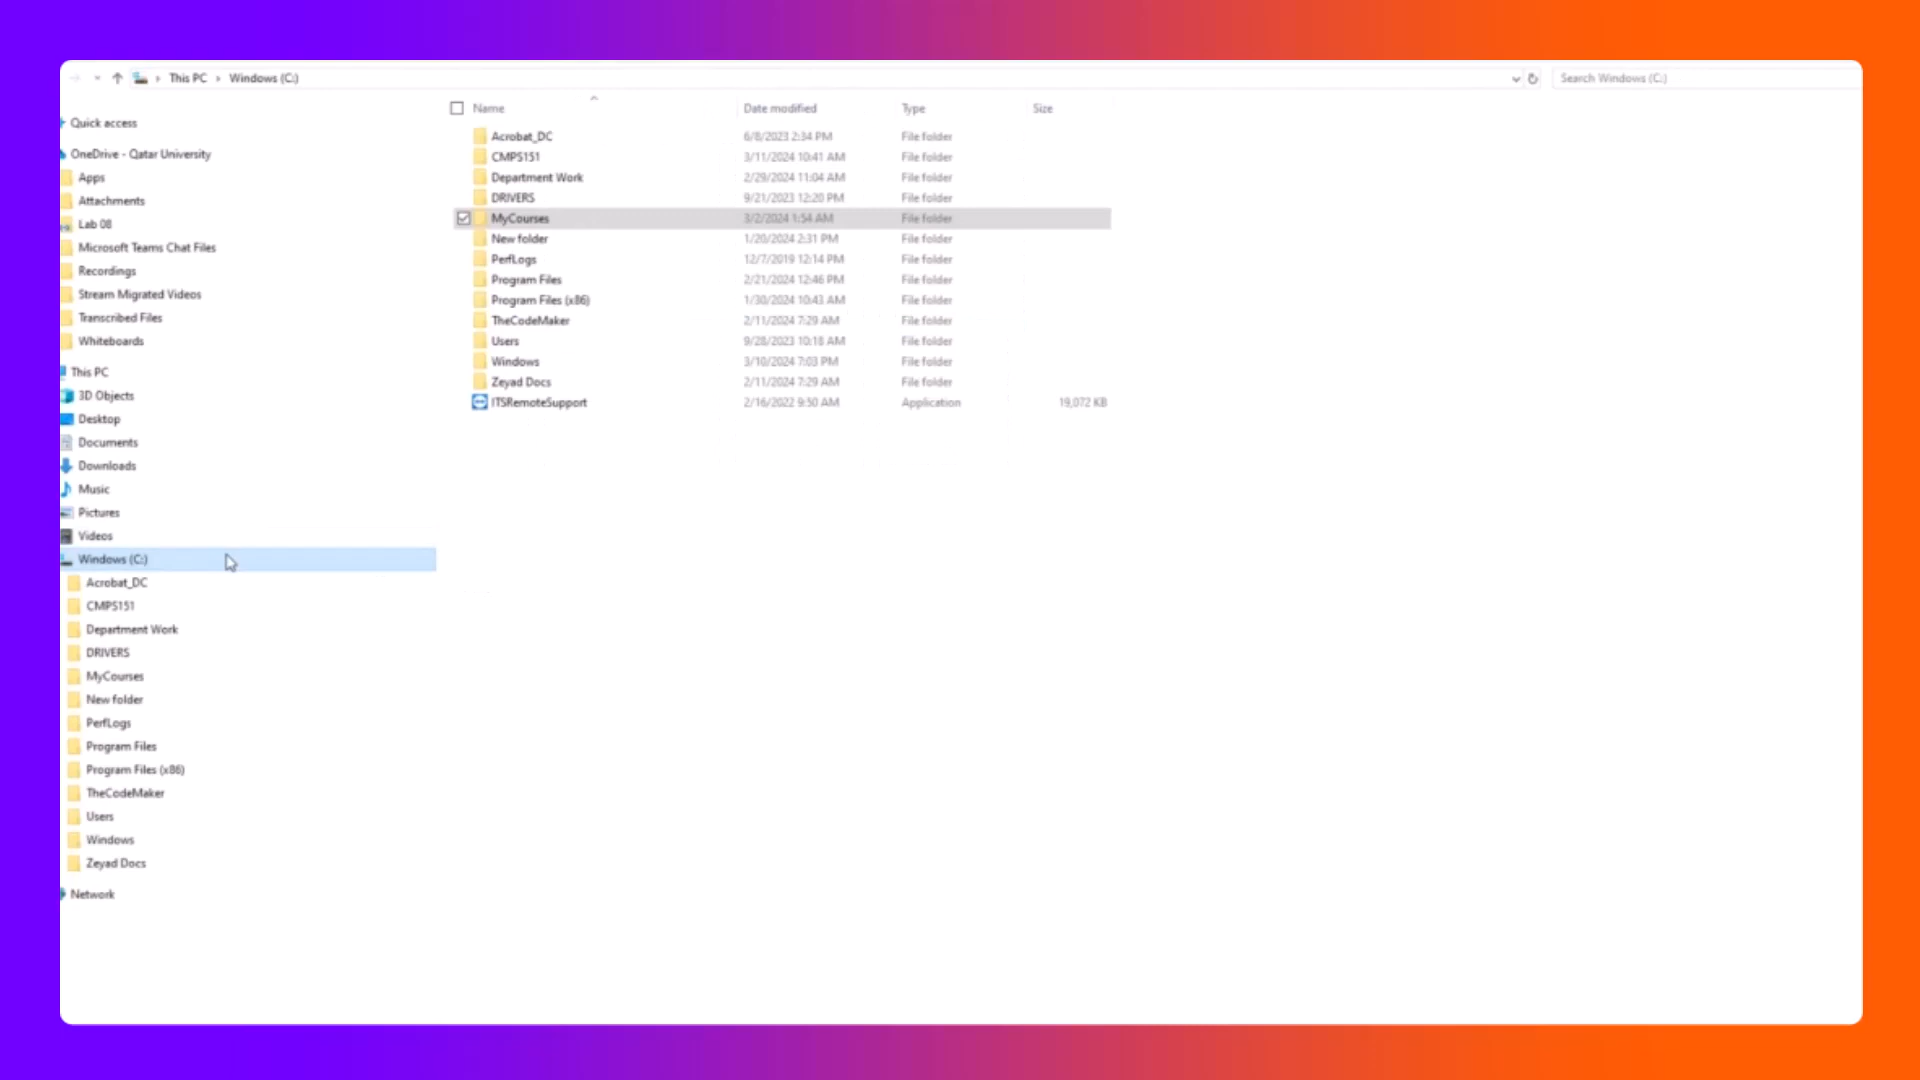 This PC > Windows (C:)
Search Windows (C:)
Quick access
OneDrive - Qatar University
Apps
Attachments
Lab 08
Microsoft Teams Chat Files
Recordings
Stream Migrated Videos
Transcribed Files
Whiteboards
This PC
3D Objects
Desktop
Documents
Downloads
Music
Pictures
Videos
Windows (C:)
Acrobat_DC
CMPS151
Department Work
DRIVERS
MyCourses
New folder
PerfLogs
Program Files
Program Files (x86)
TheCodeMaker
Users
Windows
Zeyad Docs
Network
Name Date modified Type Size
Acrobat_DC 6/8/2023 2:34 PM File folder
CMPS151 3/11/2024 10:41 AM File folder
Department Work 2/29/2024 11:04 AM File folder
DRIVERS 9/21/2023 12:20 PM File folder
MyCourses 3/2/2024 1:54 AM File folder
New folder 1/20/2024 2:31 PM File folder
PerfLogs 12/7/2019 12:14 PM File folder
Program Files 2/21/2024 12:46 PM File folder
Program Files (x86) 1/30/2024 10:43 AM File folder
TheCodeMaker 2/11/2024 7:29 AM File folder
Users 9/28/2023 10:18 AM File folder
Windows 3/10/2024 7:03 PM File folder
Zeyad Docs 2/11/2024 7:29 AM File folder
ITSRemoteSupport 2/16/2022 9:50 AM Application 19,072 KB